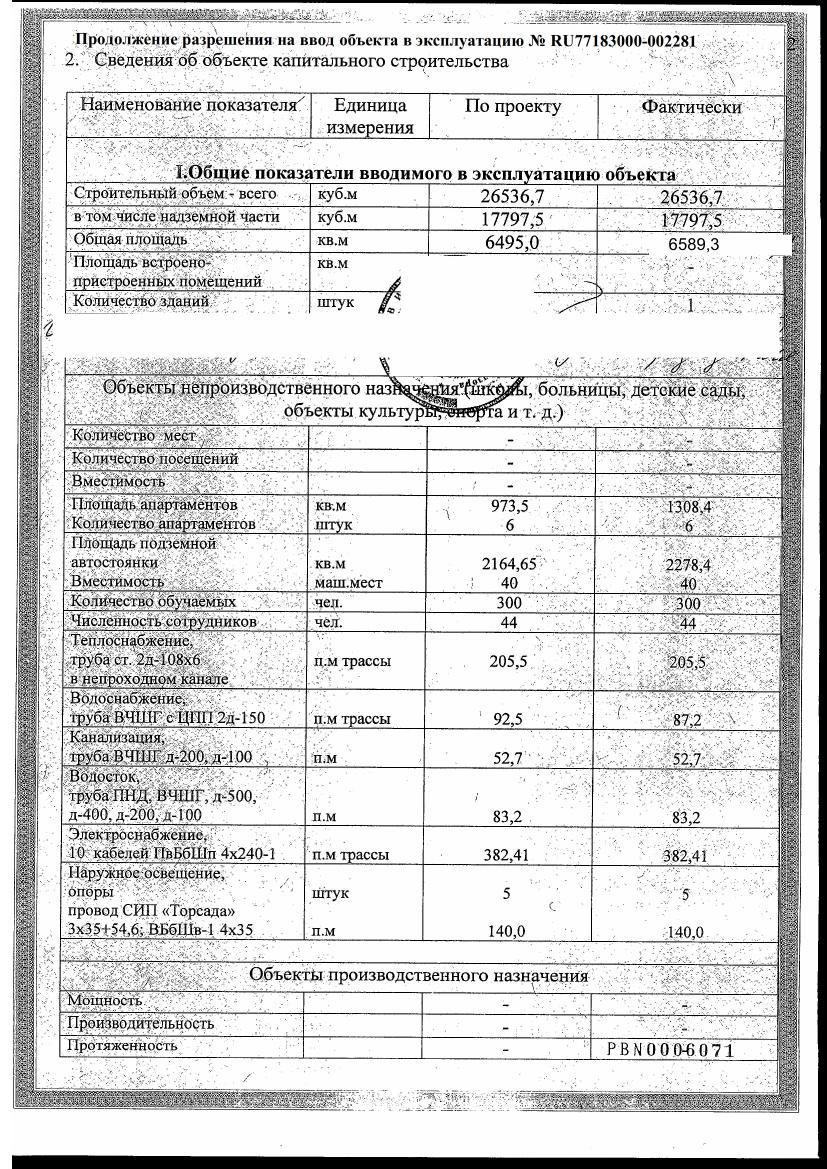 Продолжение разрешения на ввод объекта в эксплуатацию № RU77183000-002281
2
2. Сведения об объекте капитального строительства
Наименование показателя Единица измерения По проекту Фактически
I.Общие показатели вводимого в эксплуатацию объекта
Строительный объем - всего куб.м 26536,7 26536,7
в том числе надземной части куб.м 17797,5 17797,5
Общая площадь кв.м 6495,0 6589,3
Площадь встроено- кв.м -
пристроенных помещений
Количество зданий штук 1
Объекты непроизводственного назначения (школы, больницы, детские сады,
объекты культуры, спорта и т. д.)
Количество мест - -
Количество посещений - -
Вместимость - -
Площадь апартаментов кв.м 973,5 1308,4
Количество апартаментов штук 6 6
Площадь подземной
автостоянки кв.м 2164,65 2278,4
Вместимость маш.мест 40 40
Количество обучаемых чел. 300 300
Численность сотрудников чел. 44 44
Теплоснабжение,
труба ст. 2д-108х6 п.м трассы 205,5 205,5
в непроходном канале
Водоснабжение,
труба ВЧШГ с ЦПП 2д-150 п.м трассы 92,5 87,2
Канализация,
труба ВЧШГ д-200, д-100 п.м 52,7 52,7
Водосток,
труба ПНД, ВЧШГ, д-500,
д-400, д-200, д-100 п.м 83,2 83,2
Электроснабжение,
10 кабелей ПвБбШп 4х240-1 п.м трассы 382,41 382,41
Наружное освещение,
опоры штук 5 5
провод СИП «Торсада»
3х35+54,6; ВБбШв-1 4х35 п.м 140,0 140,0
Объекты производственного назначения
Мощность - -
Производительность - -
Протяженность - -
PBN0006071